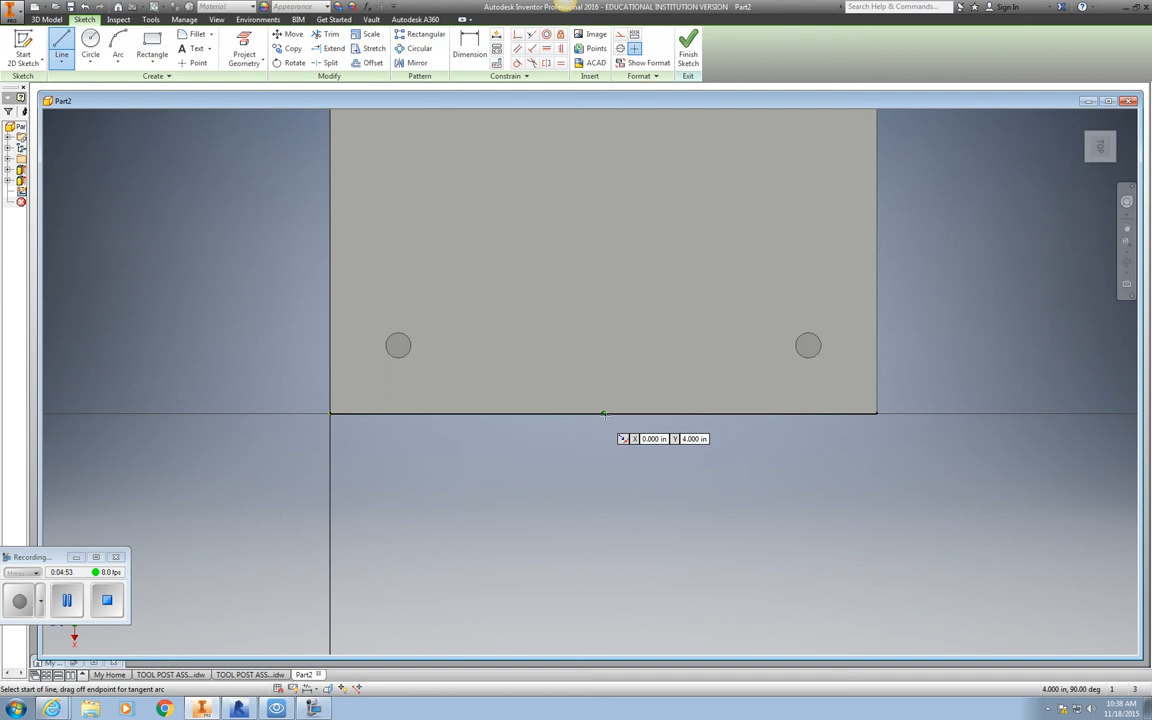 PRO
Material
Appearance
Autodesk Inventor Professional 2016 - EDUCATIONAL INSTITUTION VERSION Part2
Search Help & Commands...
Sign In
3D Model Sketch Inspect Tools Manage View Environments BIM Get Started Vault Autodesk A360
Start
2D Sketch
Line
Circle
Arc
Rectangle
Fillet
Text
Point
Project
Geometry
Move
Copy
Rotate
Trim
Extend
Split
Scale
Stretch
Offset
Rectangular
Circular
Mirror
Dimension
Image
Points
ACAD
Show Format
Finish
Sketch
Sketch Create Modify Pattern Constrain Insert Format Exit
Part2
Par
TOP
X 0.000 in Y 4.000 in
Recording...
0:04:53 8.0 fps
X
My ...
My Home TOOL POST ASS....idw TOOL POST ASS....idw Part2
Select start of line, drag off endpoint for tangent arc
4.000 in, 90.00 deg 1 3
10:38 AM
11/18/2015